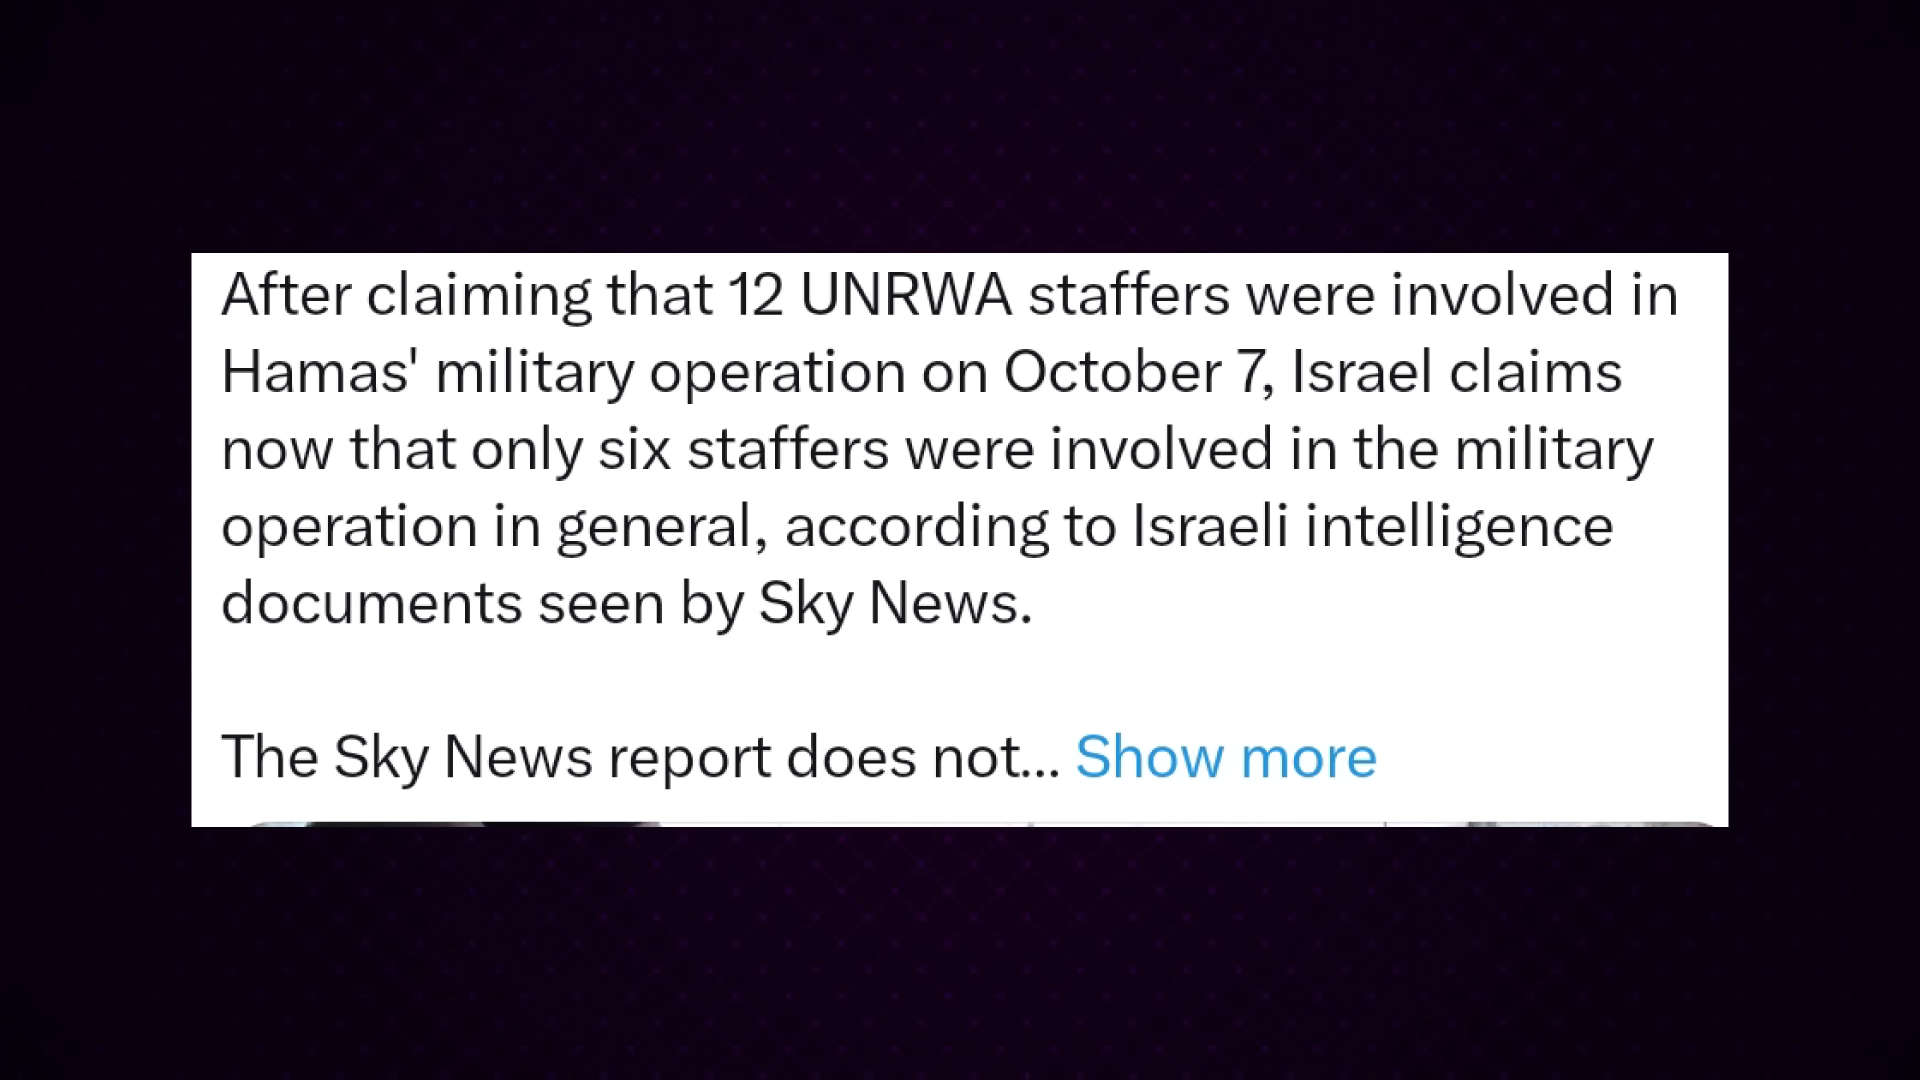 After claiming that 12 UNRWA staffers were involved in
Hamas' military operation on October 7, Israel claims
now that only six staffers were involved in the military
operation in general, according to Israeli intelligence
documents seen by Sky News.
The Sky News report does not... Show more